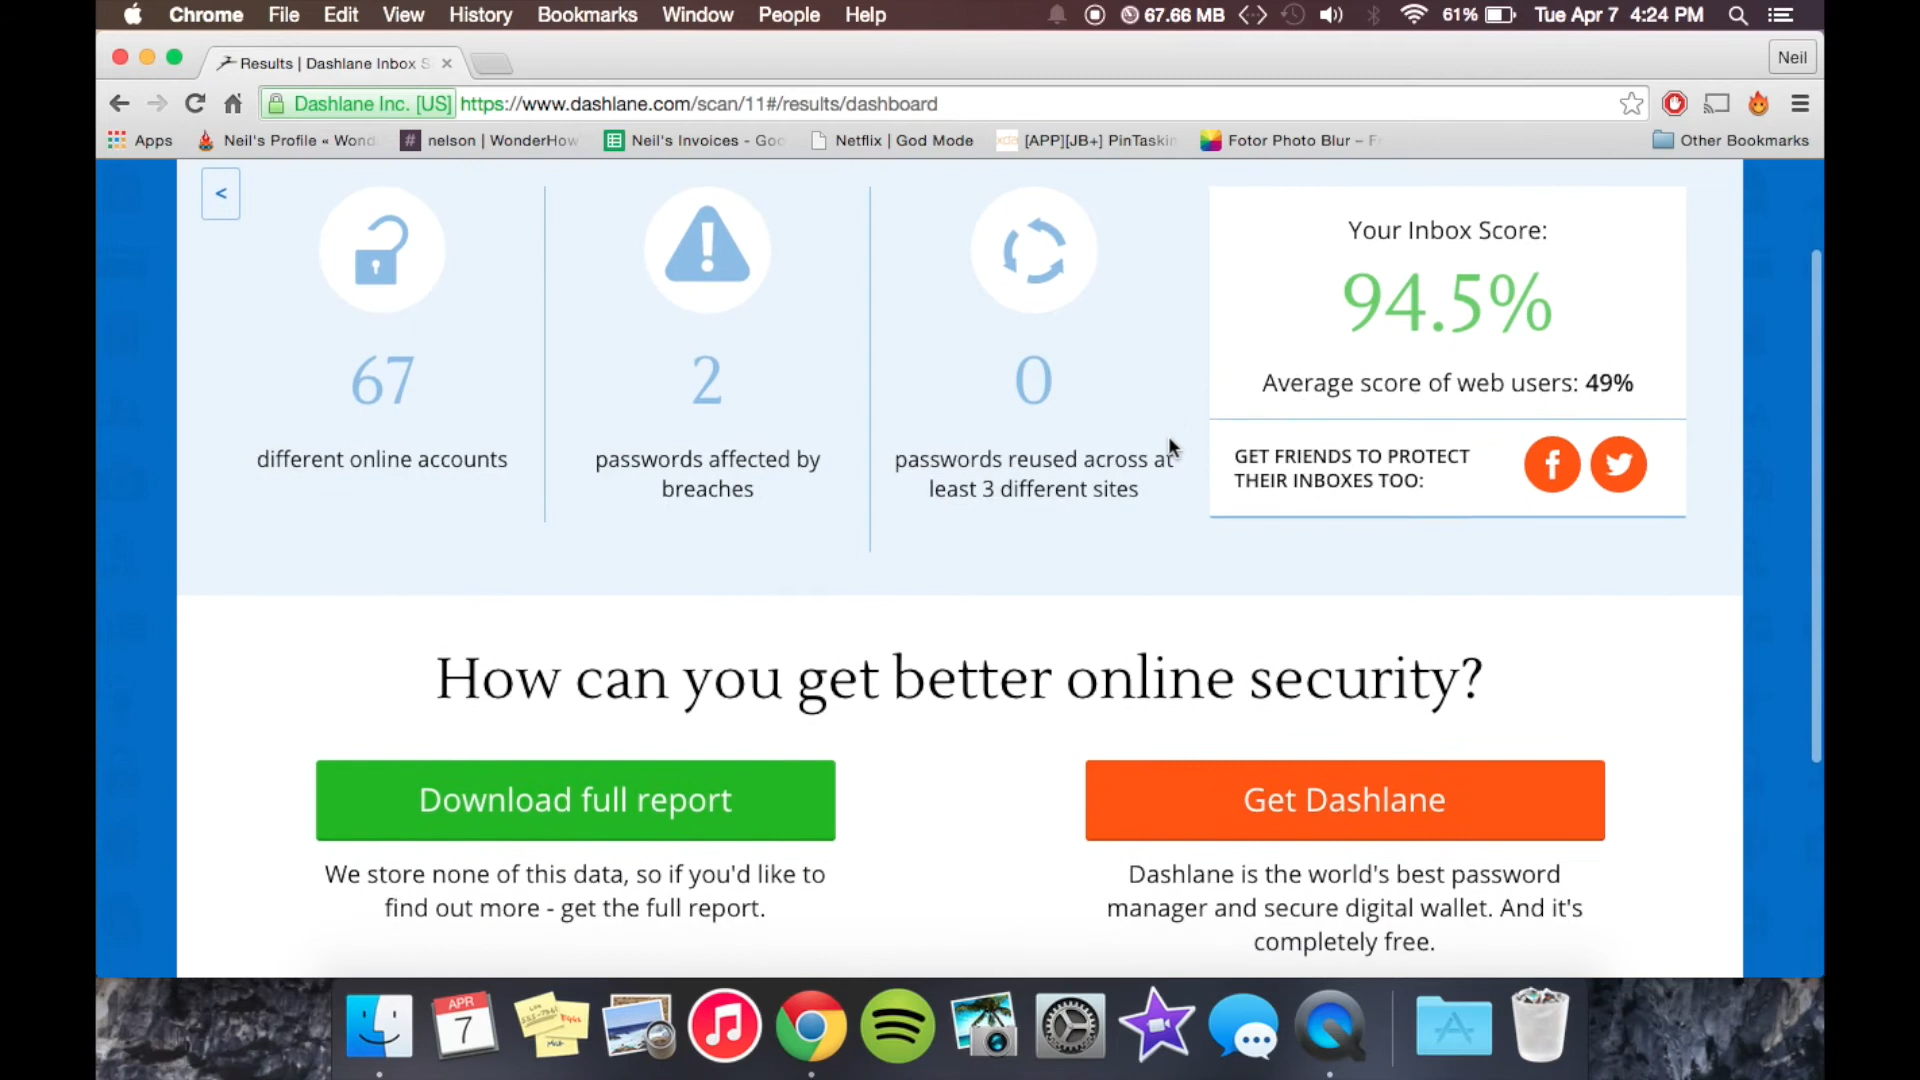 Chrome File Edit View History Bookmarks Window People Help 67.66 MB 61% Tue Apr 7 4:24 PM
Results | Dashlane Inbox S Neil
Dashlane Inc. [US] https://www.dashlane.com/scan/11#/results/dashboard
Apps Neil's Profile « Wond nelson | WonderHow Neil's Invoices - Goo Netflix | God Mode [APP][JB+] PinTaskin Fotor Photo Blur – F Other Bookmarks
<
67
different online accounts
2
passwords affected by
breaches
0
passwords reused across at
least 3 different sites
Your Inbox Score:
94.5%
Average score of web users: 49%
GET FRIENDS TO PROTECT
THEIR INBOXES TOO:
How can you get better online security?
Download full report
We store none of this data, so if you'd like to
find out more - get the full report.
Get Dashlane
Dashlane is the world's best password
manager and secure digital wallet. And it's
completely free.
APR
7